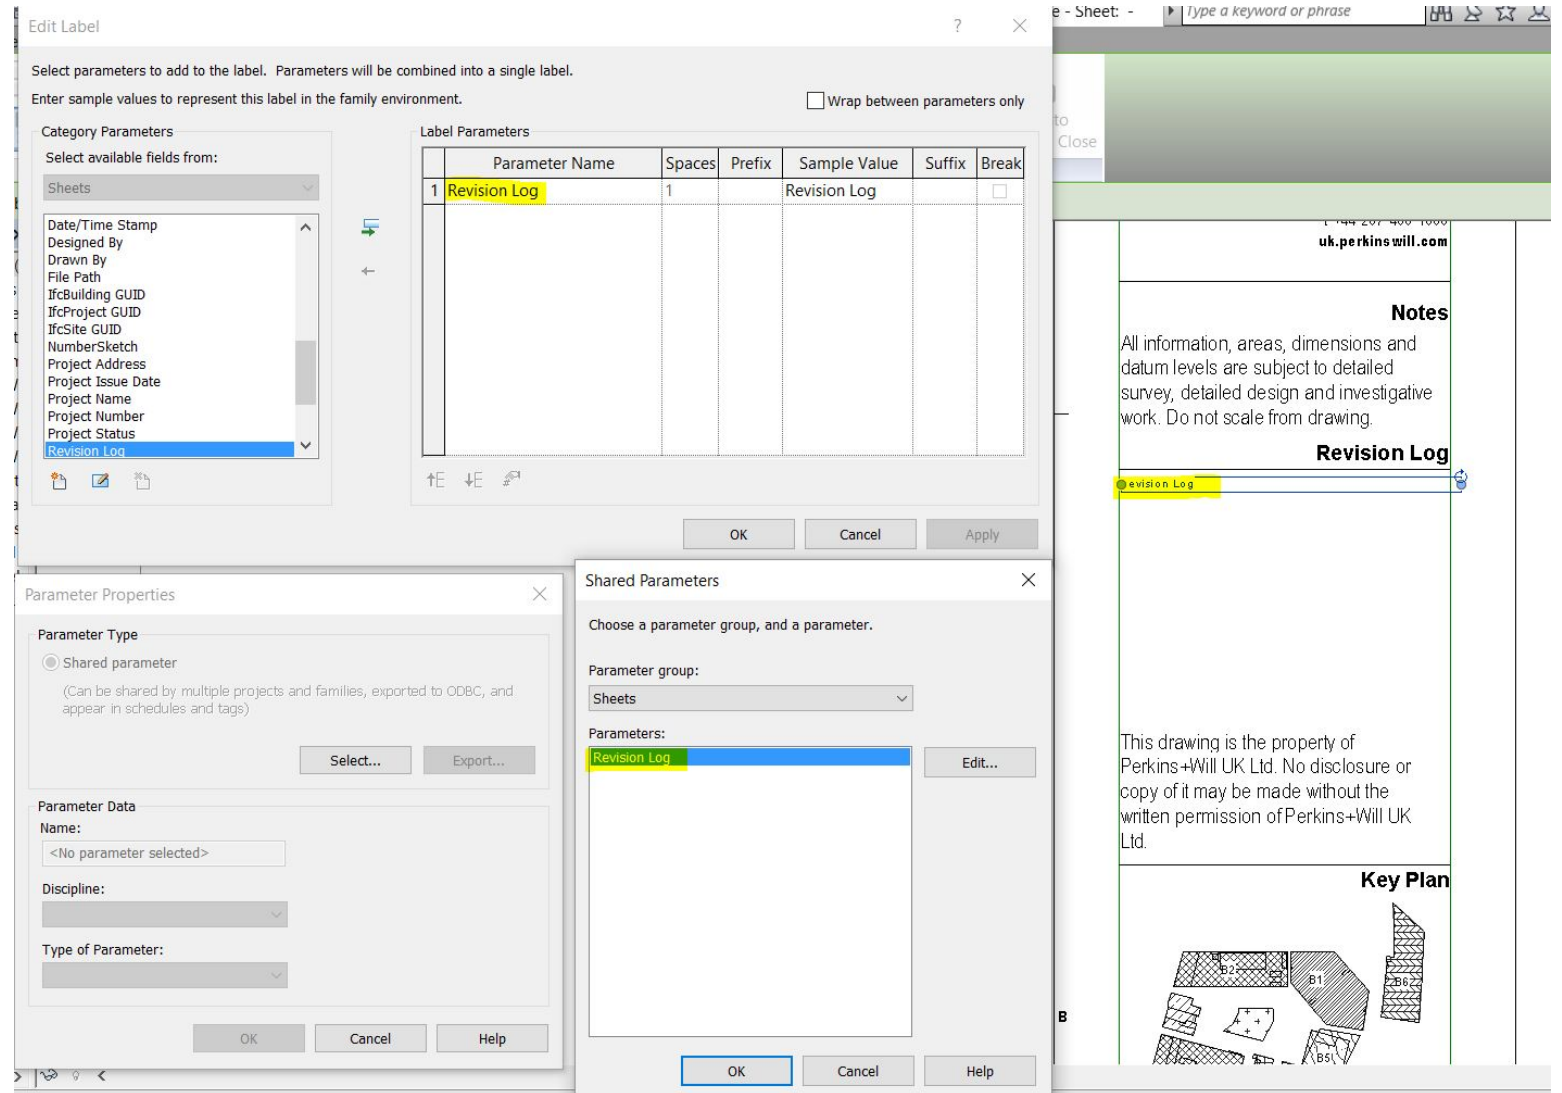 Edit Label
?
e - Sheet: -
Type a keyword or phrase
Select parameters to add to the label. Parameters will be combined into a single label.
Enter sample values to represent this label in the family environment.
Wrap between parameters only
Category Parameters
Select available fields from:
Sheets
Date/Time Stamp
Designed By
Drawn By
File Path
IfcBuilding GUID
IfcProject GUID
IfcSite GUID
NumberSketch
Project Address
Project Issue Date
Project Name
Project Number
Project Status
Revision Log
Label Parameters
Parameter Name Spaces Prefix Sample Value Suffix Break
1 Revision Log 1 Revision Log
OK Cancel Apply
to
Close
uk.perkinswill.com
Notes
All information, areas, dimensions and
datum levels are subject to detailed
survey, detailed design and investigative
work. Do not scale from drawing.
Revision Log
evision Log
Parameter Properties
Parameter Type
Shared parameter
(Can be shared by multiple projects and families, exported to ODBC, and
appear in schedules and tags)
Select... Export...
Parameter Data
Name:
<No parameter selected>
Discipline:
Type of Parameter:
OK Cancel Help
Shared Parameters
Choose a parameter group, and a parameter.
Parameter group:
Sheets
Parameters:
Revision Log
Edit...
OK Cancel Help
This drawing is the property of
Perkins+Will UK Ltd. No disclosure or
copy of it may be made without the
written permission of Perkins+Will UK
Ltd.
Key Plan
B2
B1
B6
B5
B